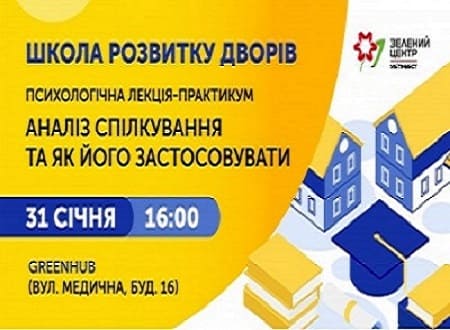 ШКОЛА РОЗВИТКУ ДВОРІВ
ЗЕЛЕНИЙ
ЦЕНТР
ПСИХОЛОГІЧНА ЛЕКЦІЯ-ПРАКТИКУМ
АНАЛІЗ СПІЛКУВАННЯ
ТА ЯК ЙОГО ЗАСТОСОВУВАТИ
31 СІЧНЯ 16:00
GREENHUB
(ВУЛ. МЕДИЧНА, БУД. 16)